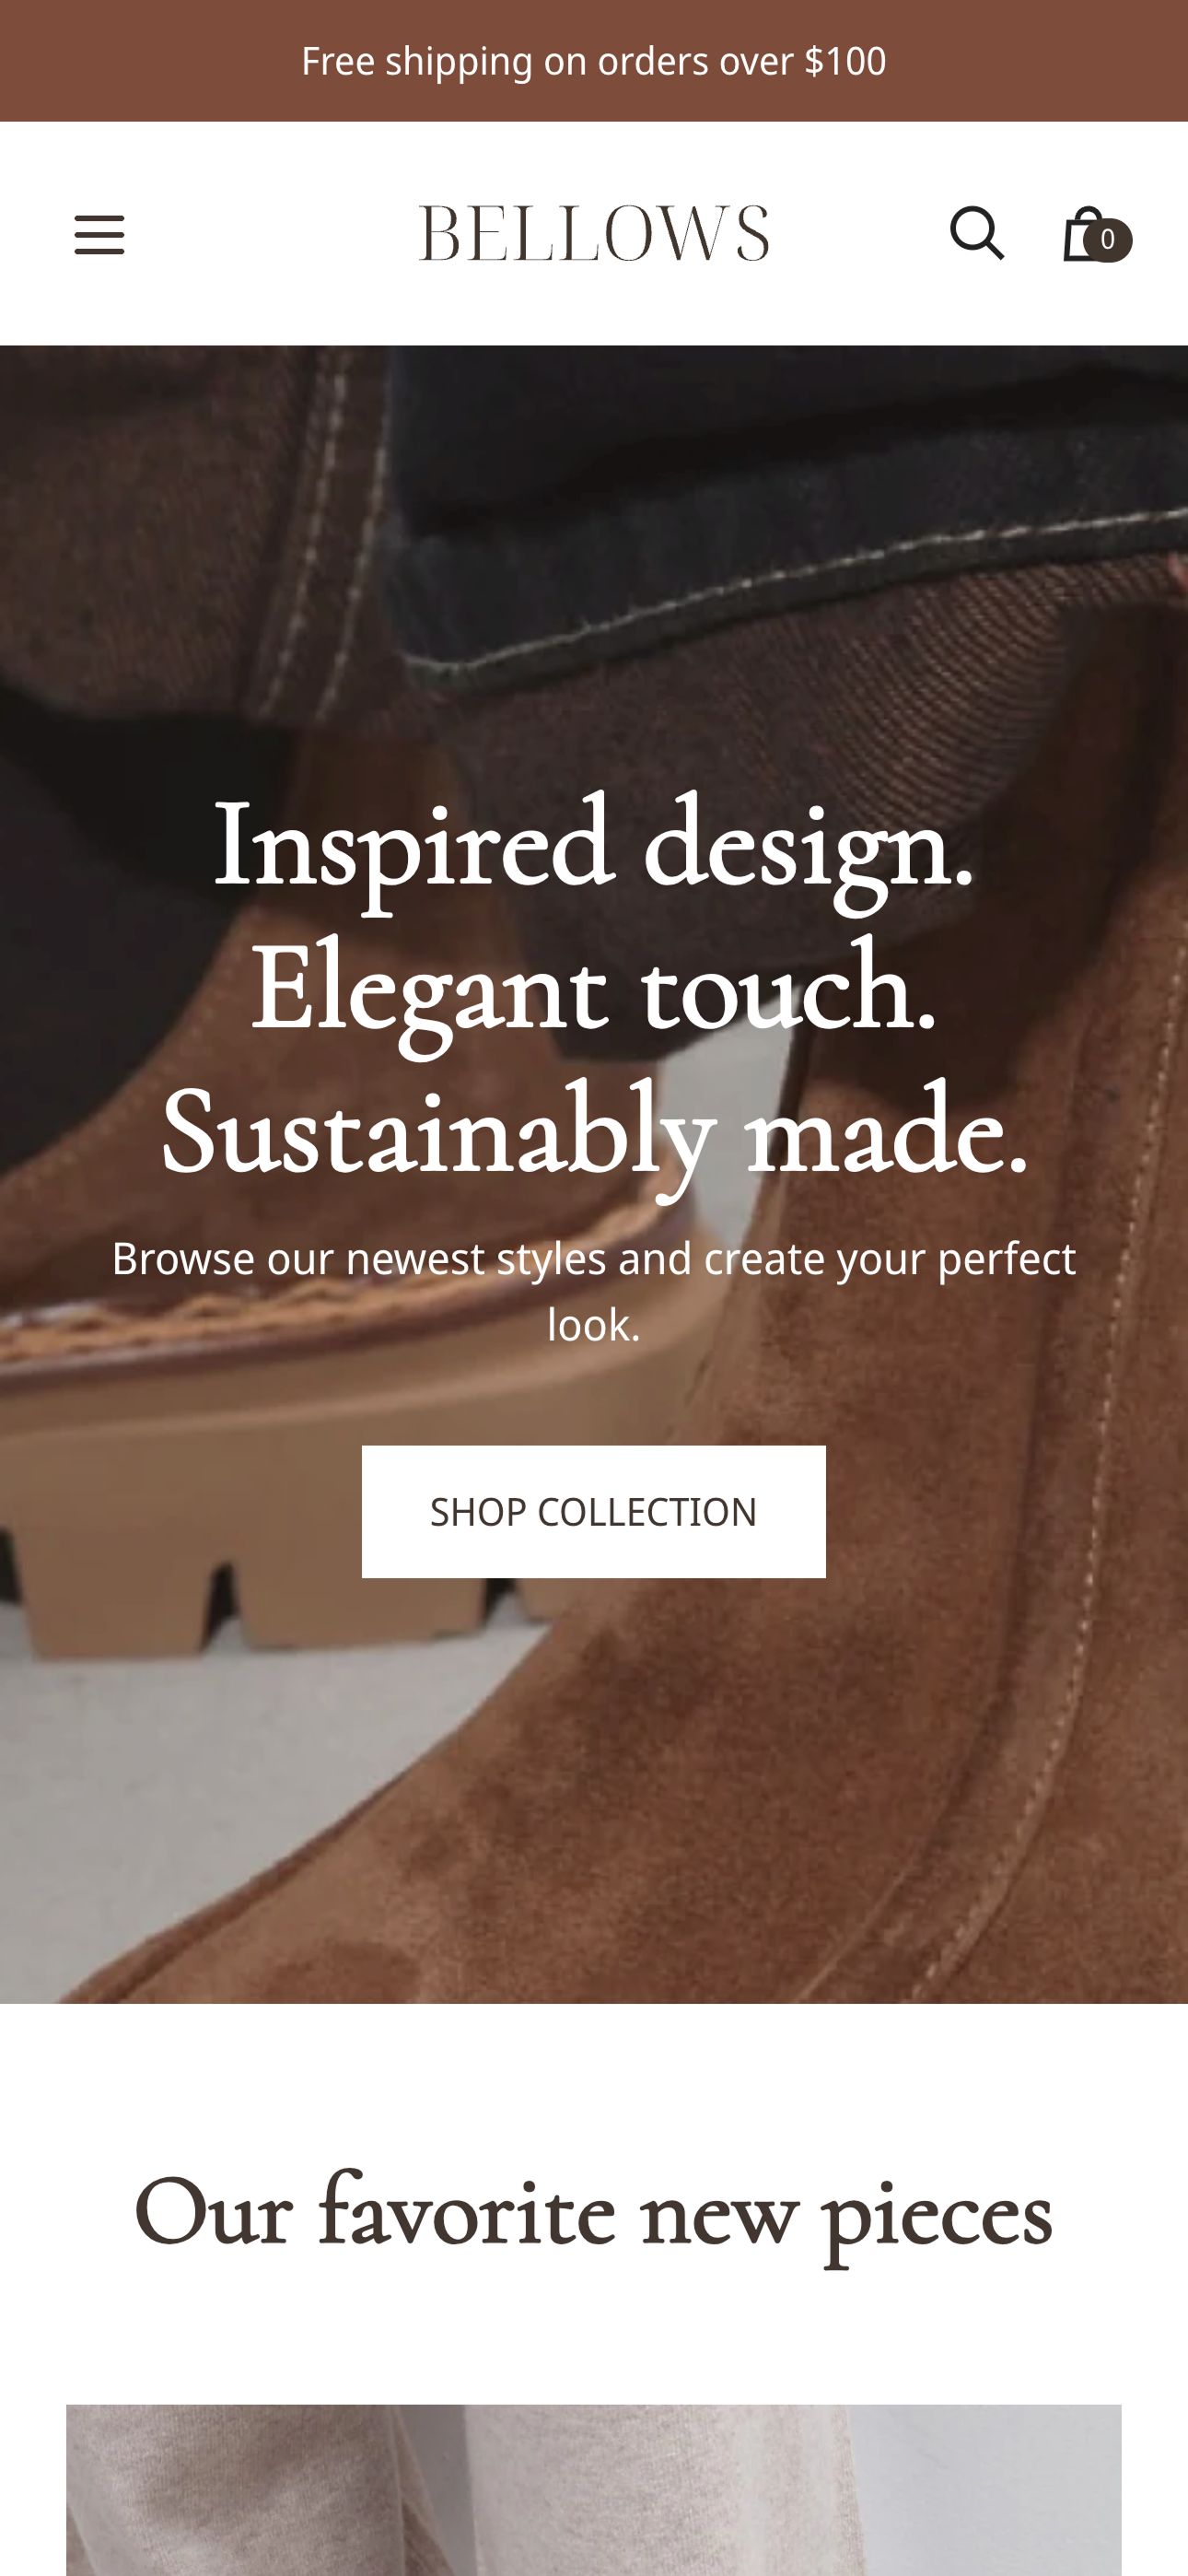 Free shipping on orders over $100
BELLOWS
0
Inspired design.
Elegant touch.
Sustainably made.
Browse our newest styles and create your perfect
look.
SHOP COLLECTION
Our favorite new pieces